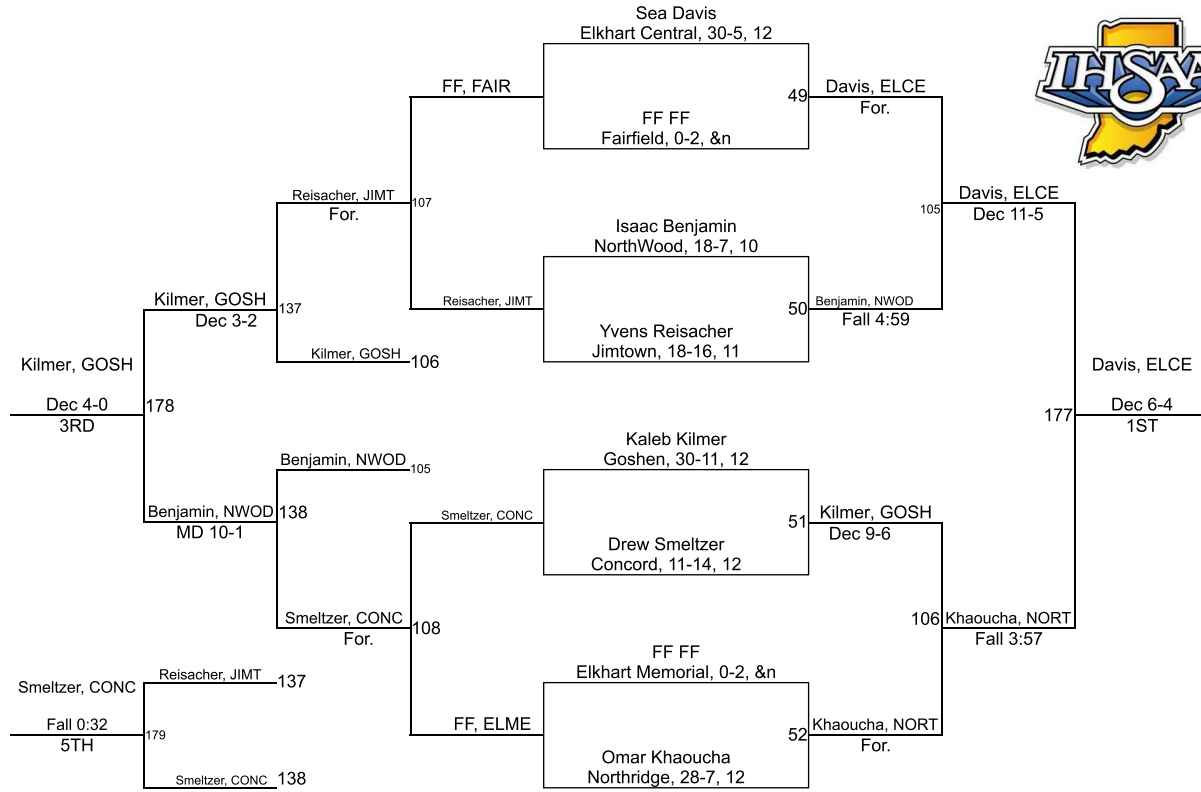 Sea Davis
Elkhart Central, 30-5, 12
IHSAA
FF, FAIR
49
Davis, ELCE
For.
FF FF
Fairfield, 0-2, &n
Reisacher, JIMT
For.
107
105
Davis, ELCE
Dec 11-5
Isaac Benjamin
NorthWood, 18-7, 10
Kilmer, GOSH
Dec 3-2
137
Reisacher, JIMT
50
Benjamin, NWOD
Fall 4:59
Yvens Reisacher
Jimtown, 18-16, 11
Kilmer, GOSH
106
Kilmer, GOSH
Dec 4-0
3RD
178
Davis, ELCE
177
Dec 6-4
1ST
Kaleb Kilmer
Goshen, 30-11, 12
Benjamin, NWOD
105
Benjamin, NWOD
MD 10-1
138
Smeltzer, CONC
51
Kilmer, GOSH
Dec 9-6
Drew Smeltzer
Concord, 11-14, 12
Smeltzer, CONC
For.
108
106
Khaoucha, NORT
Fall 3:57
FF FF
Elkhart Memorial, 0-2, &n
Smeltzer, CONC
Fall 0:32
5TH
Reisacher, JIMT
137
179
FF, ELME
52
Khaoucha, NORT
For.
Omar Khaoucha
Northridge, 28-7, 12
Smeltzer, CONC
138